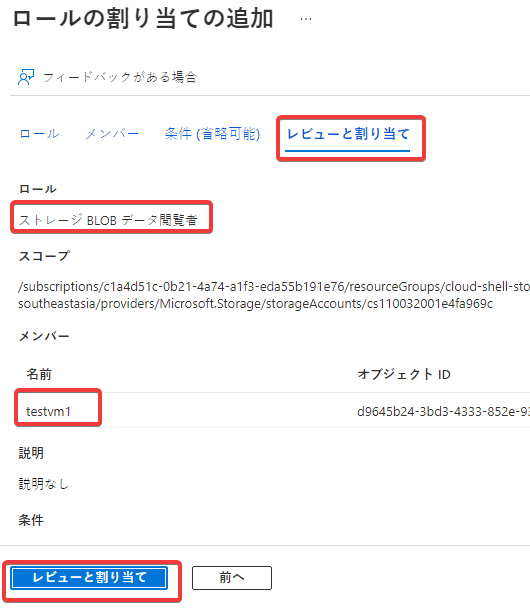 ロールの割り当ての追加 ...
フィードバックがある場合
ロール メンバー 条件 (省略可能) レビューと割り当て
ロール
ストレージ BLOB データ閲覧者
スコープ
/subscriptions/c1a4d51c-0b21-4a74-a1f3-eda55b191e76/resourceGroups/cloud-shell-sto
southeastasia/providers/Microsoft.Storage/storageAccounts/cs110032001e4fa969c
メンバー
名前 オブジェクト ID
testvm1 d9645b24-3bd3-4333-852e-93
説明
説明なし
条件
レビューと割り当て 前へ